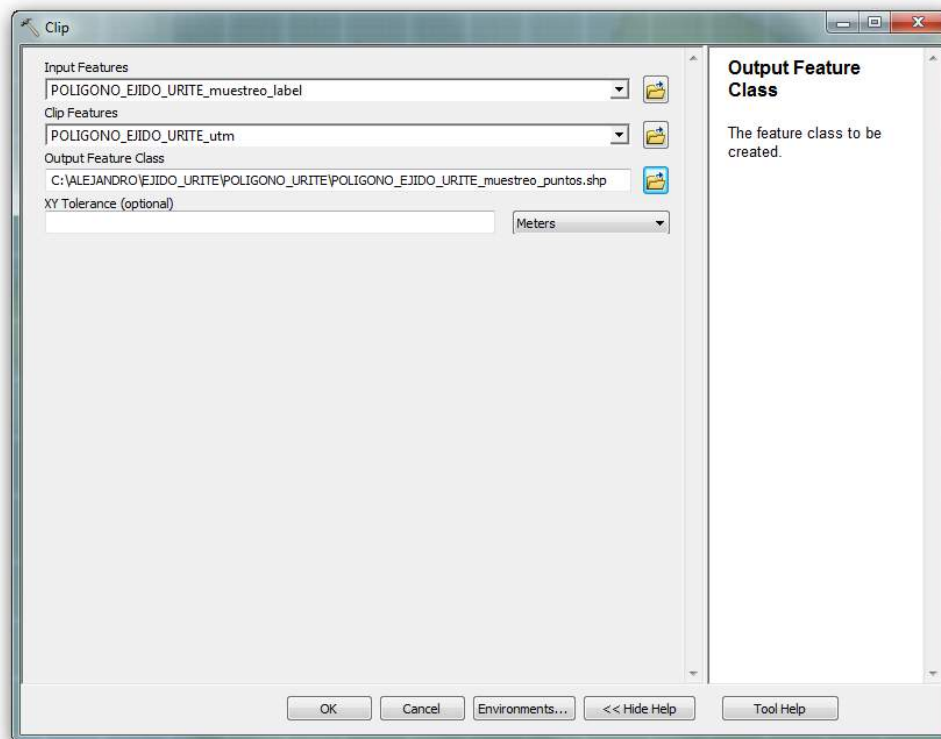 Clip
Input Features
POLIGONO_EJIDO_URITE_muestreo_label
Clip Features
POLIGONO_EJIDO_URITE_utm
Output Feature Class
C:\ALEJANDRO\EJIDO_URITE\POLIGONO_URITE\POLIGONO_EJIDO_URITE_muestreo_puntos.shp
XY Tolerance (optional)
Meters
OK
Cancel
Environments...
<< Hide Help
Output Feature
Class
The feature class to be
created.
Tool Help